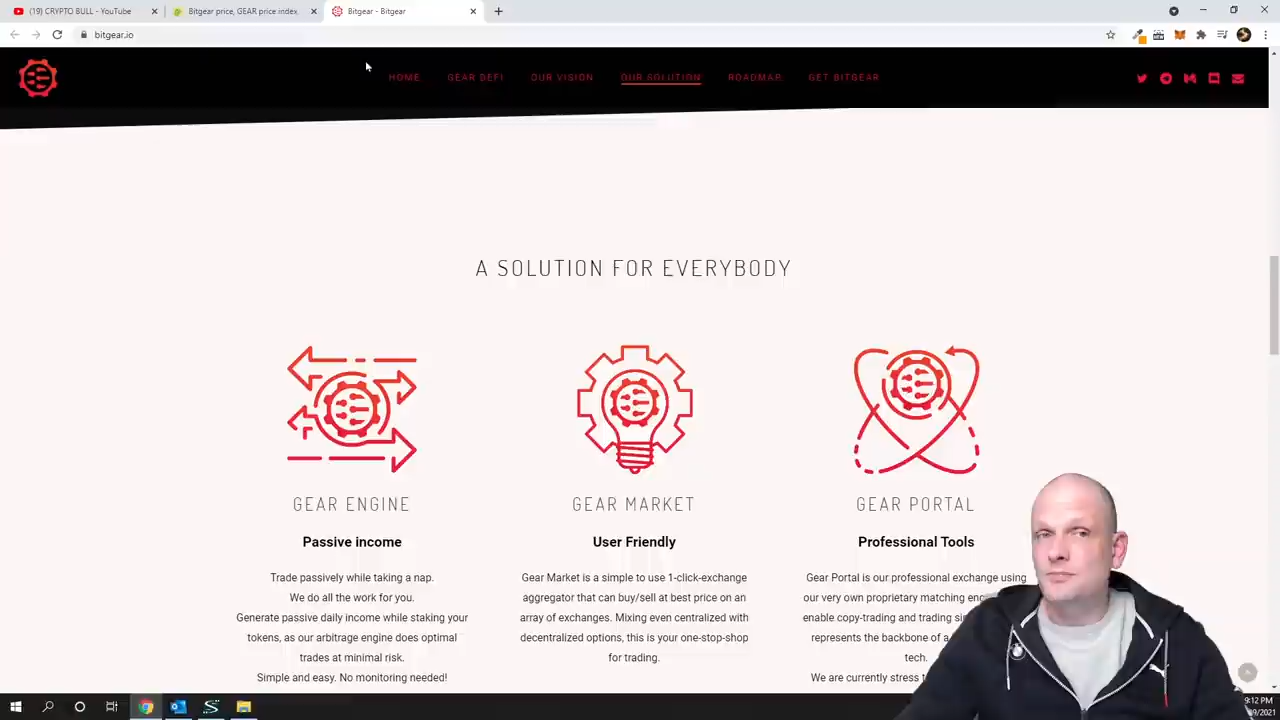 (19) CRYPTO BULL - YouTube
Bitgear price, GEAR price index,
Bitgear - Bitgear
bitgear.io
HOME
GEAR DEFI
OUR VISION
OUR SOLUTION
ROADMAP
GET BITGEAR
A SOLUTION FOR EVERYBODY
GEAR ENGINE
Passive income
Trade passively while taking a nap.
We do all the work for you.
Generate passive daily income while staking your
tokens, as our arbitrage engine does optimal
trades at minimal risk.
Simple and easy. No monitoring needed!
GEAR MARKET
User Friendly
Gear Market is a simple to use 1-click-exchange
aggregator that can buy/sell at best price on an
array of exchanges. Mixing even centralized with
decentralized options, this is your one-stop-shop
for trading.
GEAR PORTAL
Professional Tools
Gear Portal is our professional exchange using
our very own proprietary matching
enable copy-trading and trading
represents the backbone of a
tech.
We are currently stress
9:12 PM